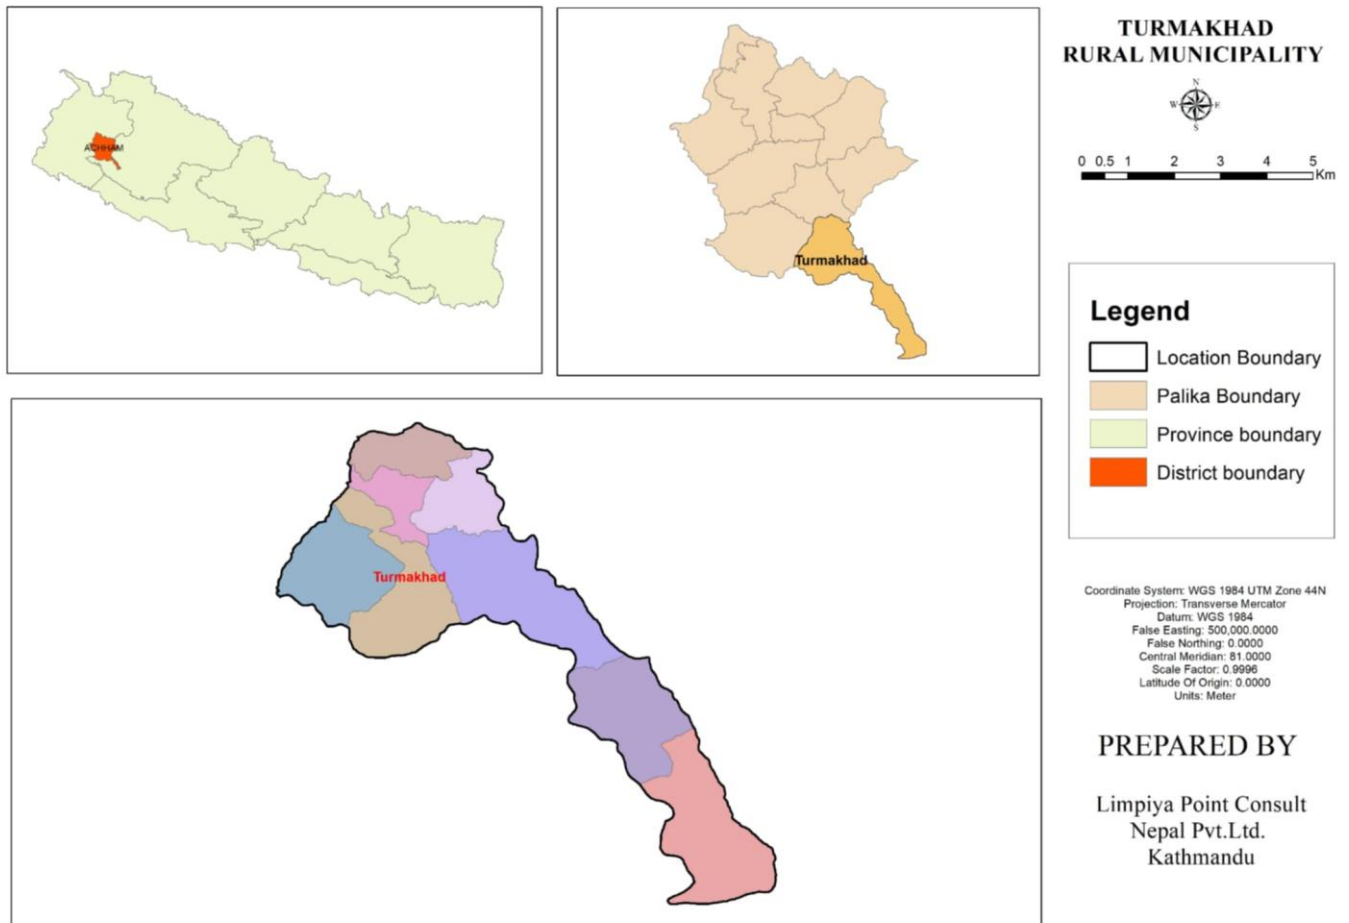 ACHHAM
Turmakhad
TURMAKHAD
RURAL MUNICIPALITY
N
W E
S
0 0.5 1 2 3 4 5
Km
Legend
Location Boundary
Palika Boundary
Province boundary
District boundary
Turmakhad
Coordinate System: WGS 1984 UTM Zone 44N
Projection: Transverse Mercator
Datum: WGS 1984
False Easting: 500,000.0000
False Northing: 0.0000
Central Meridian: 81.0000
Scale Factor: 0.9996
Latitude Of Origin: 0.0000
Units: Meter
PREPARED BY
Limpiya Point Consult
Nepal Pvt.Ltd.
Kathmandu